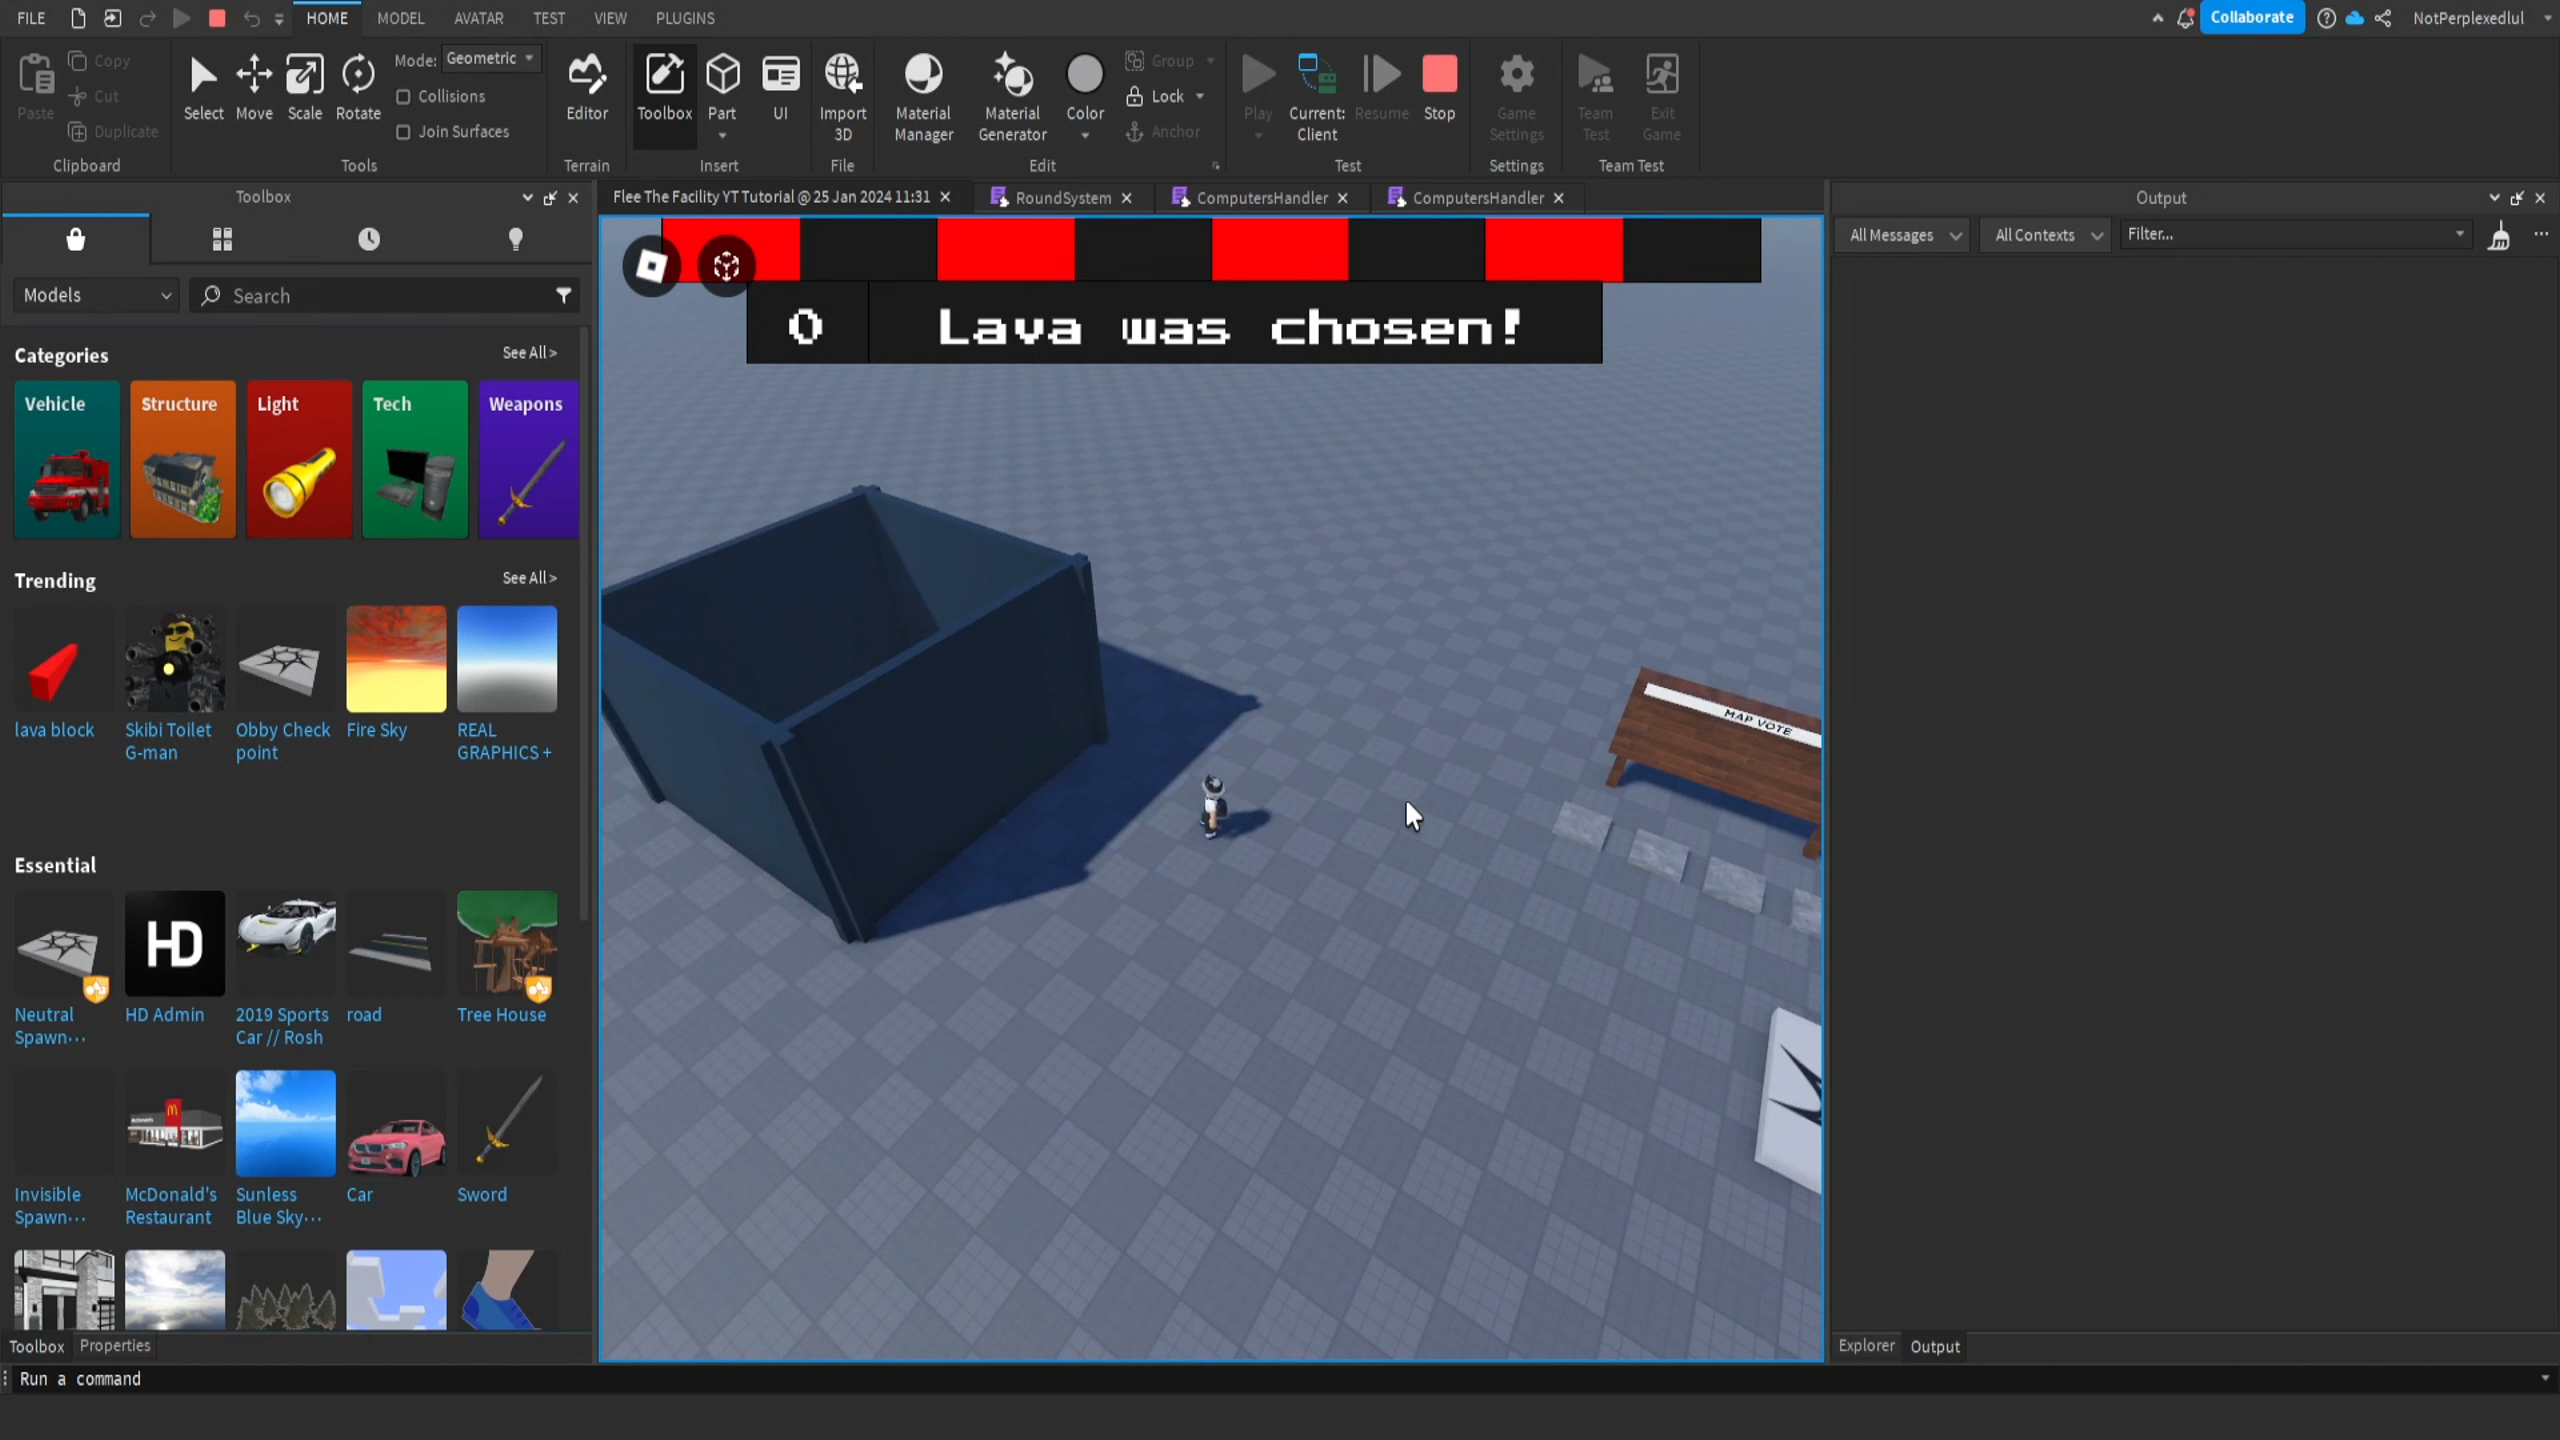 FILE HOME MODEL AVATAR TEST VIEW PLUGINS Collaborate NotPerplexedlul
Paste Copy Cut Duplicate Clipboard
Select Move Scale Rotate Mode: Geometric Collisions Join Surfaces Tools
Editor Terrain
Toolbox Part UI Insert
Import 3D File
Material Manager Material Generator Color Group Lock Anchor Edit
Play Current: Client Resume Stop Test
Game Settings Settings
Team Test Exit Game Team Test
Toolbox
Flee The Facility YT Tutorial @ 25 Jan 2024 11:31 RoundSystem ComputersHandler ComputersHandler
Output
Models Search
All Messages All Contexts Filter...
0 Lava was chosen!
Categories See All >
Vehicle Structure Light Tech Weapons
Trending See All >
lava block
Skibi Toilet G-man
Obby Check point
Fire Sky
REAL GRAPHICS +
MAP VOTE
Essential
HD
Neutral Spawn...
HD Admin
2019 Sports Car // Rosh
road
Tree House
Invisible Spawn...
McDonald's Restaurant
Sunless Blue Sky...
Car
Sword
Toolbox Properties
Explorer Output
Run a command